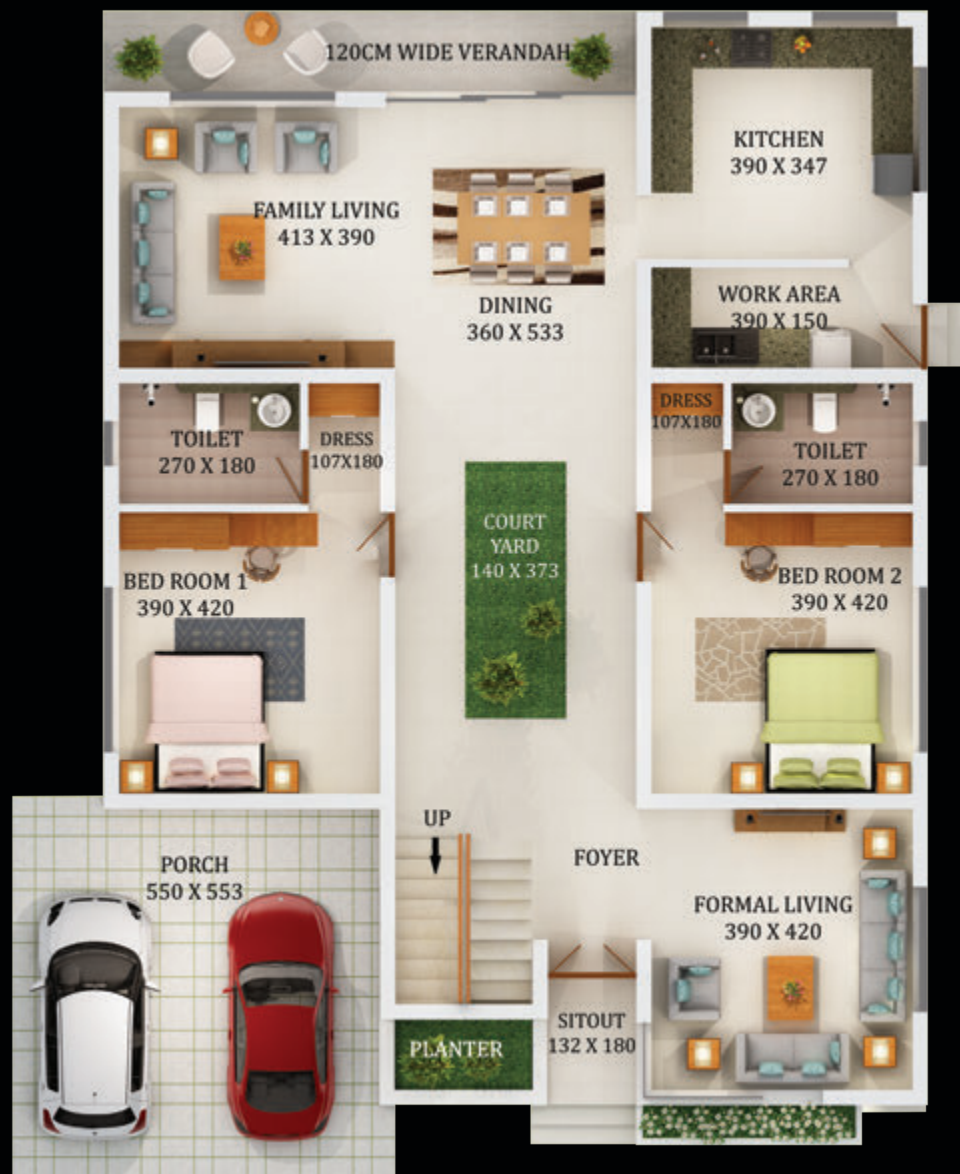 120CM WIDE VERANDAH
KITCHEN
390 X 347
FAMILY LIVING
413 X 390
DINING
360 X 533
WORK AREA
390 X 150
TOILET
270 X 180
DRESS
107X180
DRESS
107X180
TOILET
270 X 180
COURT
YARD
140 X 373
BED ROOM 1
390 X 420
BED ROOM 2
390 X 420
UP
PORCH
550 X 553
FOYER
FORMAL LIVING
390 X 420
PLANTER
SITOUT
132 X 180